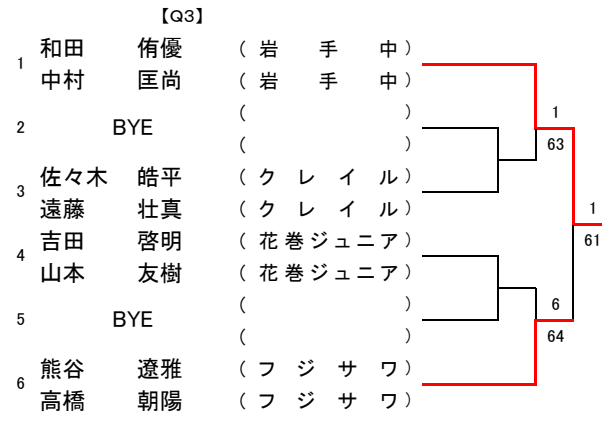 【Q3】
和田 侑優 ( 岩 手 中 )
1
中村 匡尚 ( 岩 手 中 )
( )
1
2 BYE
( )
63
佐々木 皓平 ( ク レ イ ル )
3
遠藤 壮真 ( ク レ イ ル )
1
吉田 啓明 ( 花巻ジュニア )
61
4
山本 友樹 ( 花巻ジュニア )
( )
6
5 BYE
( )
64
熊谷 遼雅 ( フ ジ サ ワ )
6
高橋 朝陽 ( フ ジ サ ワ )